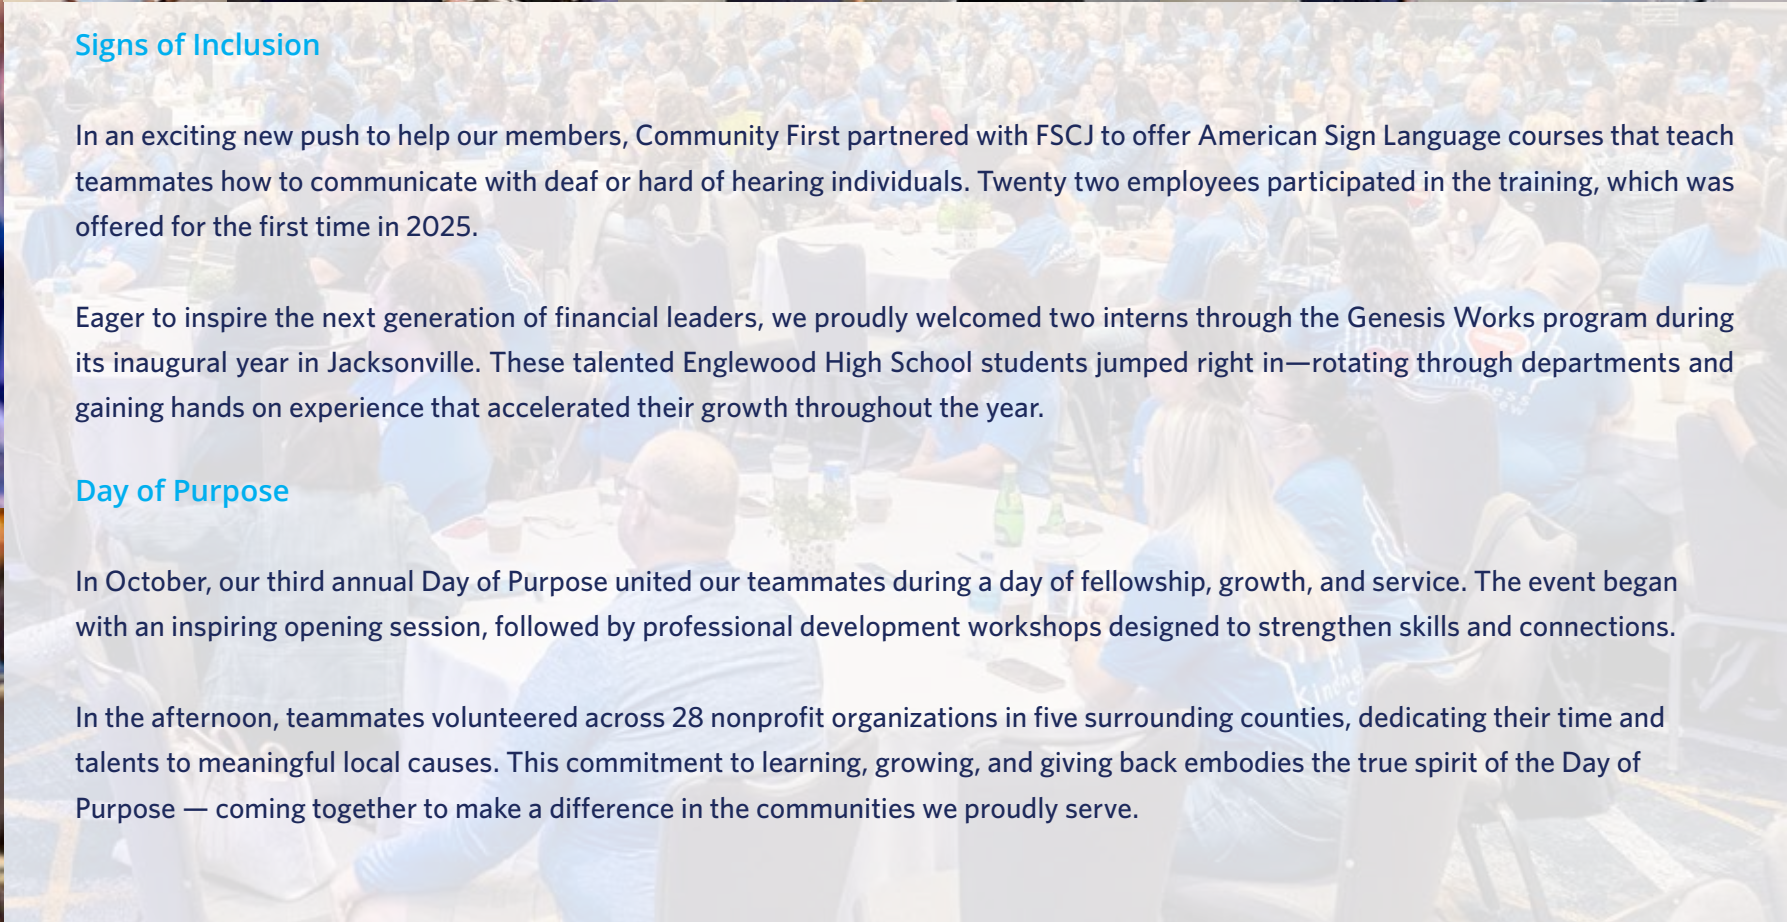 Signs of Inclusion
In an exciting new push to help our members, Community First partnered with FSCJ to offer American Sign Language courses that teach
teammates how to communicate with deaf or hard of hearing individuals. Twenty two employees participated in the training, which was
offered for the first time in 2025.
Eager to inspire the next generation of financial leaders, we proudly welcomed two interns through the Genesis Works program during
its inaugural year in Jacksonville. These talented Englewood High School students jumped right in—rotating through departments and
gaining hands on experience that accelerated their growth throughout the year.
Day of Purpose
In October, our third annual Day of Purpose united our teammates during a day of fellowship, growth, and service. The event began
with an inspiring opening session, followed by professional development workshops designed to strengthen skills and connections.
In the afternoon, teammates volunteered across 28 nonprofit organizations in five surrounding counties, dedicating their time and
talents to meaningful local causes. This commitment to learning, growing, and giving back embodies the true spirit of the Day of
Purpose — coming together to make a difference in the communities we proudly serve.